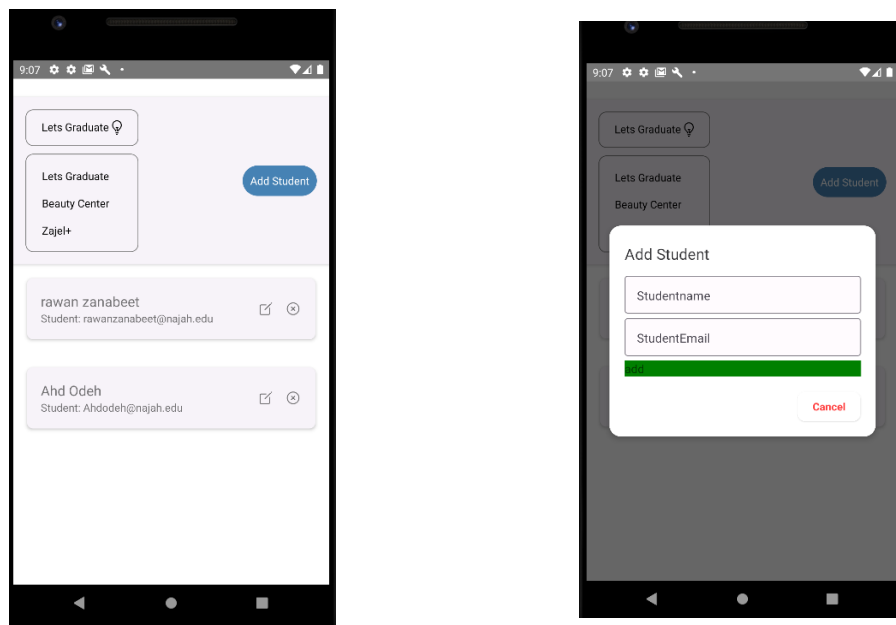 9:07
Lets Graduate
Lets Graduate
Beauty Center
Zajel+
Add Student
rawan zanabeet
Student: rawanzanabeet@najah.edu
Ahd Odeh
Student: Ahdodeh@najah.edu
9:07
Lets Graduate
Lets Graduate
Beauty Center
Add Student
Add Student
Studentname
StudentEmail
add
Cancel